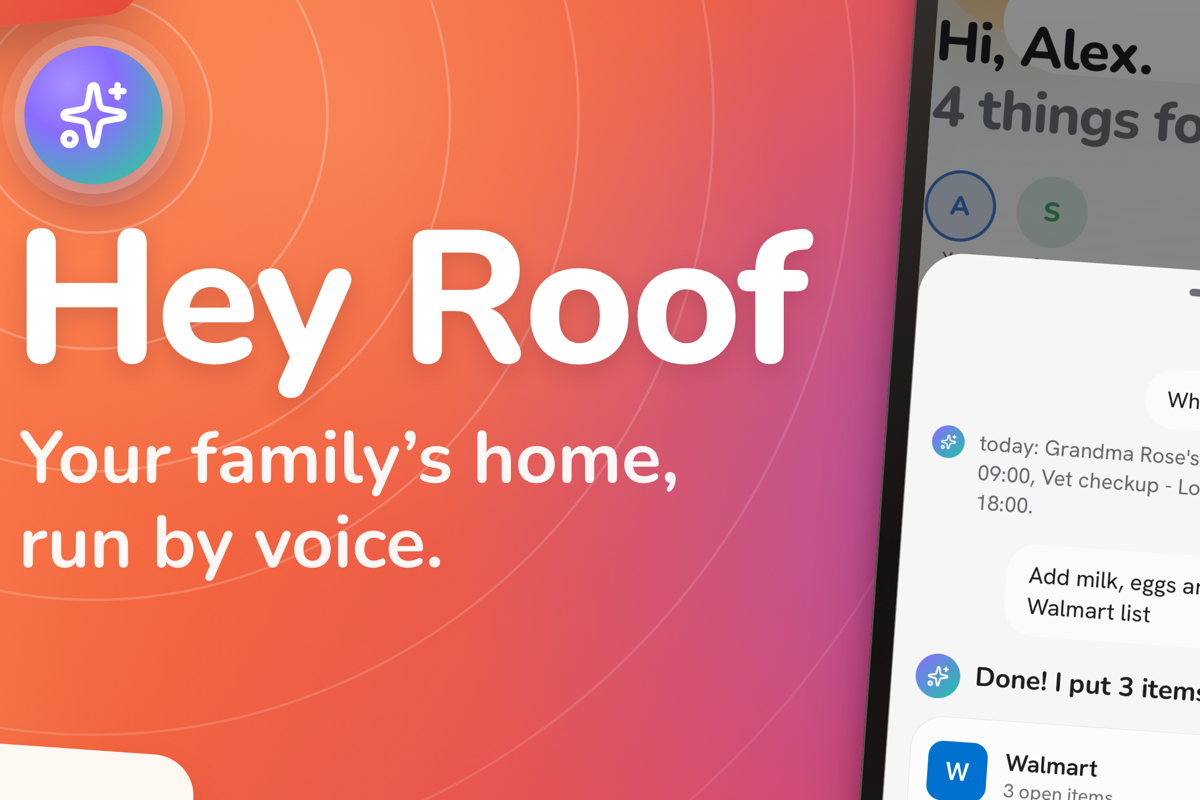 Hey Roof
Your family's home,
run by voice.
Hi, Alex.
4 things fo
A
S
Wh
today: Grandma Rose's
09:00, Vet checkup - Lo
18:00.
Add milk, eggs an
Walmart list
Done! I put 3 items
W
Walmart
3 open items